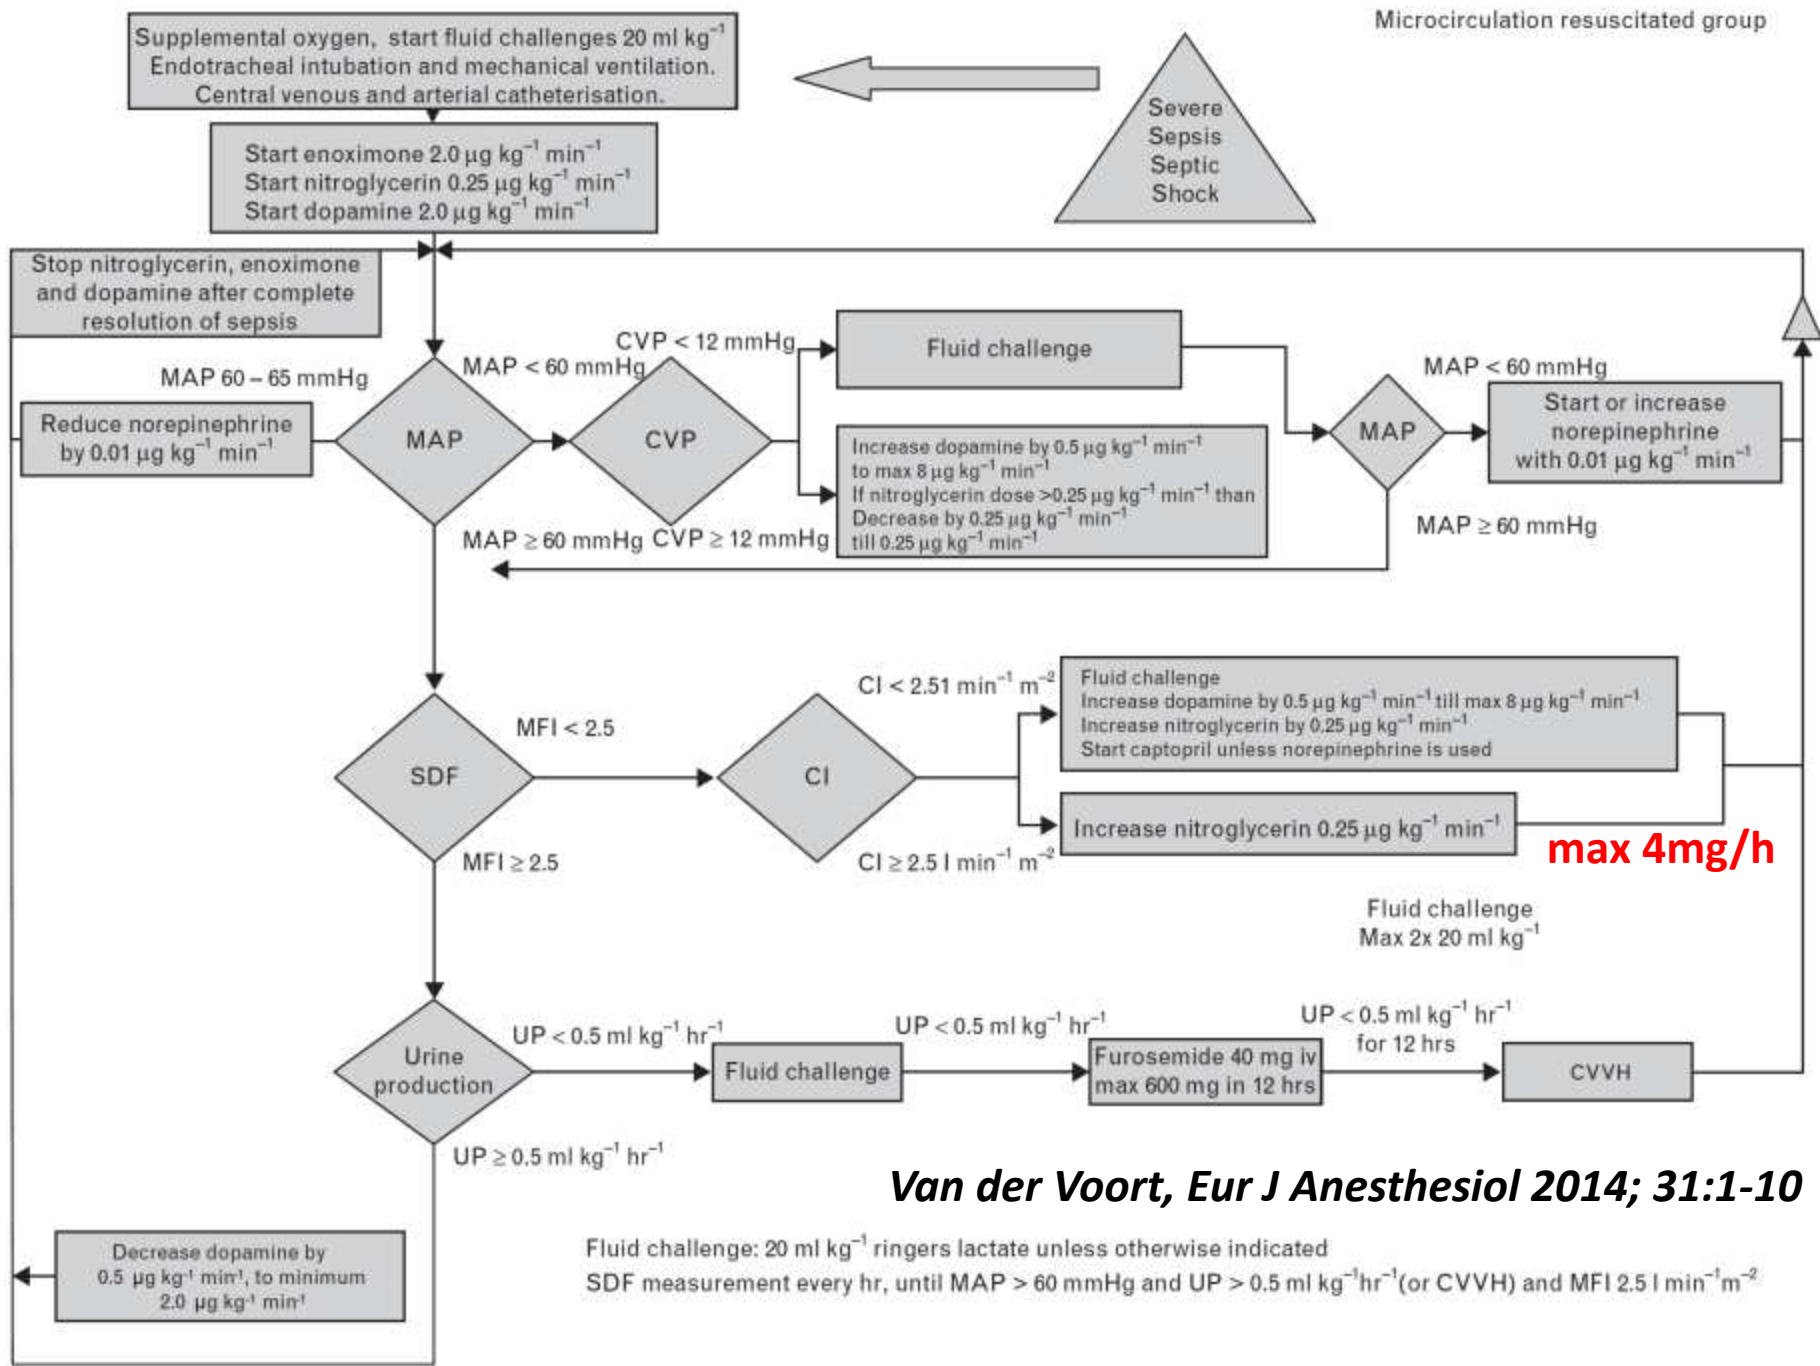 Microcirculation resuscitated group
Supplemental oxygen, start fluid challenges 20 ml kg⁻¹
Endotracheal intubation and mechanical ventilation.
Central venous and arterial catheterisation.
Severe
Sepsis
Septic
Shock
Start enoximone 2.0 µg kg⁻¹ min⁻¹
Start nitroglycerin 0.25 µg kg⁻¹ min⁻¹
Start dopamine 2.0 µg kg⁻¹ min⁻¹
Stop nitroglycerin, enoximone
and dopamine after complete
resolution of sepsis
MAP 60 – 65 mmHg
Reduce norepinephrine
by 0.01 µg kg⁻¹ min⁻¹
MAP
MAP < 60 mmHg
MAP ≥ 60 mmHg
CVP
CVP < 12 mmHg
CVP ≥ 12 mmHg
Fluid challenge
Increase dopamine by 0.5 µg kg⁻¹ min⁻¹
to max 8 µg kg⁻¹ min⁻¹
If nitroglycerin dose >0.25 µg kg⁻¹ min⁻¹ than
Decrease by 0.25 µg kg⁻¹ min⁻¹
till 0.25 µg kg⁻¹ min⁻¹
MAP
MAP < 60 mmHg
Start or increase
norepinephrine
with 0.01 µg kg⁻¹ min⁻¹
MAP ≥ 60 mmHg
SDF
MFI < 2.5
MFI ≥ 2.5
CI
CI < 2.51 min⁻¹ m⁻²
CI ≥ 2.5 l min⁻¹ m⁻²
Fluid challenge
Increase dopamine by 0.5 µg kg⁻¹ min⁻¹ till max 8 µg kg⁻¹ min⁻¹
Increase nitroglycerin by 0.25 µg kg⁻¹ min⁻¹
Start captopril unless norepinephrine is used
Increase nitroglycerin 0.25 µg kg⁻¹ min⁻¹
max 4mg/h
Fluid challenge
Max 2x 20 ml kg⁻¹
Urine
production
UP < 0.5 ml kg⁻¹ hr⁻¹
Fluid challenge
UP < 0.5 ml kg⁻¹ hr⁻¹
Furosemide 40 mg iv
max 600 mg in 12 hrs
UP < 0.5 ml kg⁻¹ hr⁻¹
for 12 hrs
CVVH
UP ≥ 0.5 ml kg⁻¹ hr⁻¹
Van der Voort, Eur J Anesthesiol 2014; 31:1-10
Decrease dopamine by
0.5 µg kg⁻¹ min⁻¹, to minimum
2.0 µg kg⁻¹ min⁻¹
Fluid challenge: 20 ml kg⁻¹ ringers lactate unless otherwise indicated
SDF measurement every hr, until MAP > 60 mmHg and UP > 0.5 ml kg⁻¹hr⁻¹(or CVVH) and MFI 2.5 l min⁻¹m⁻²